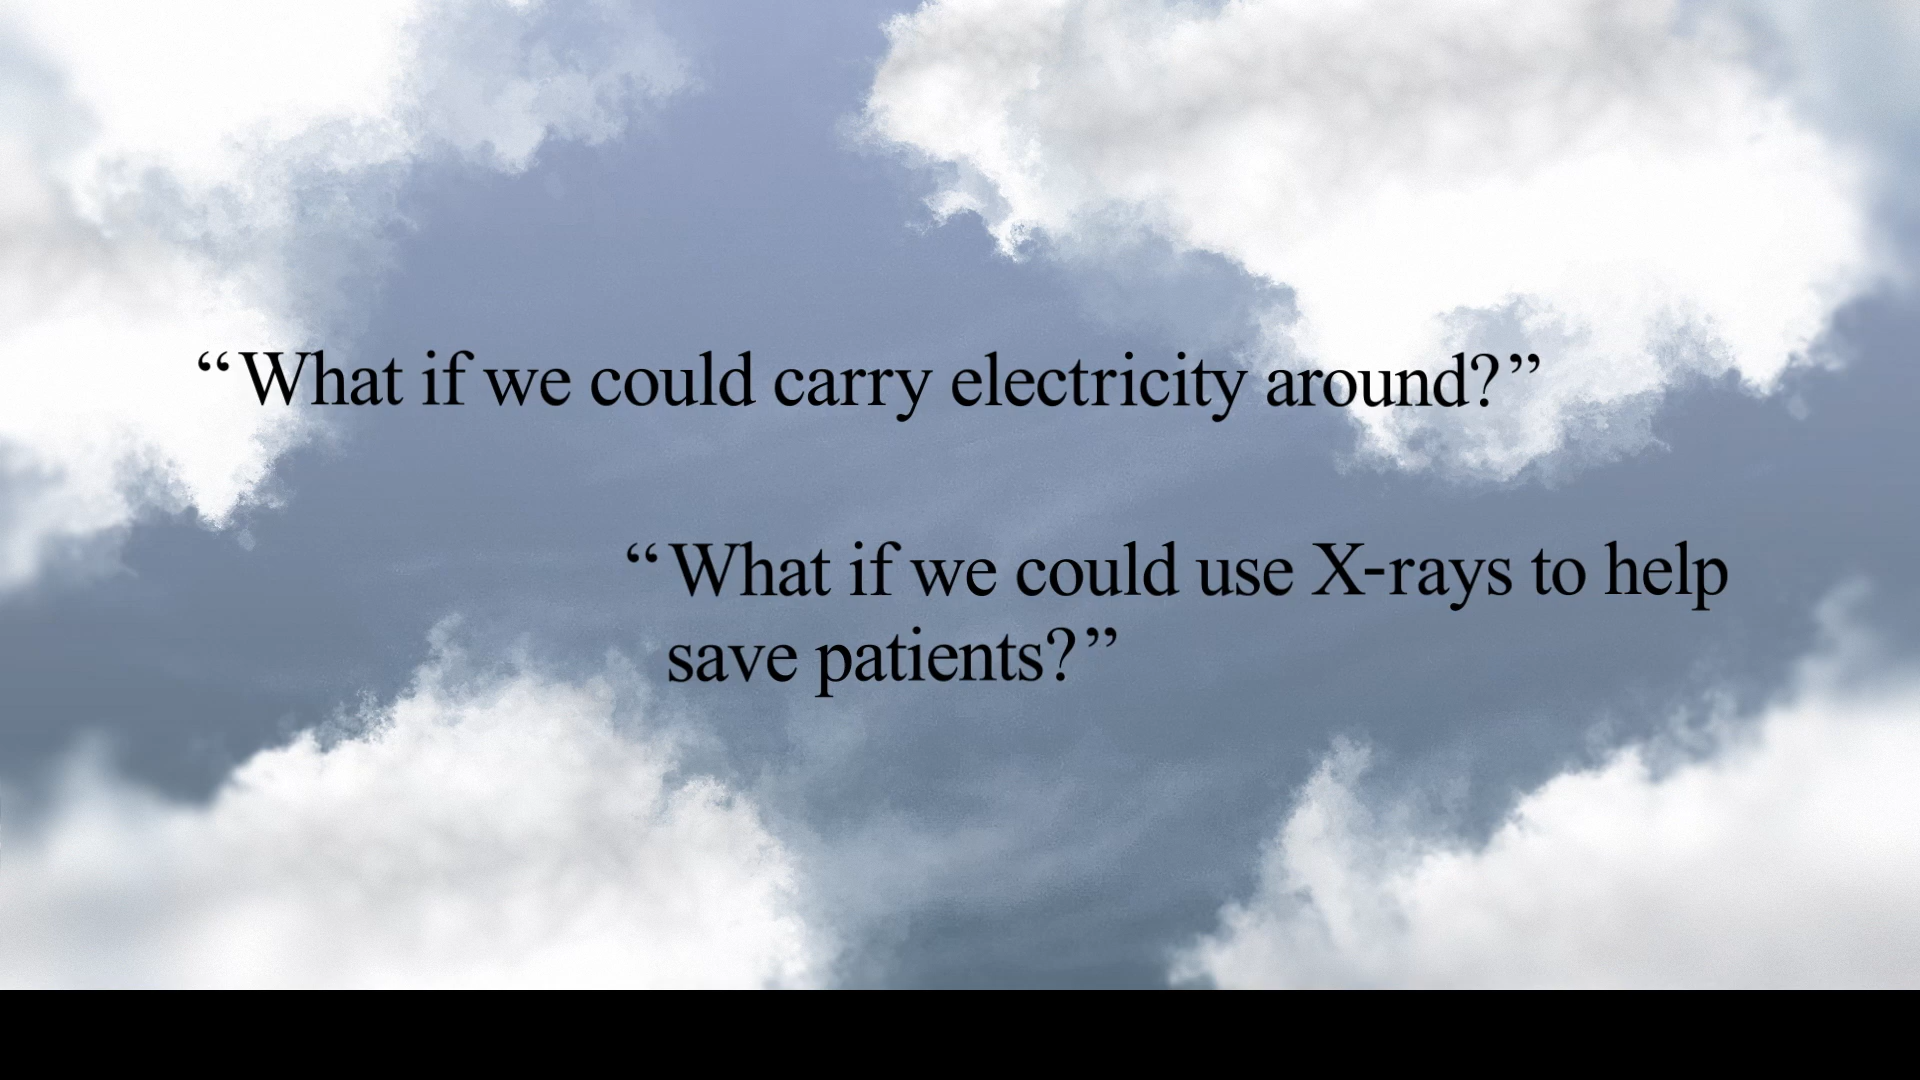 “What if we could carry electricity around?”
“What if we could use X-rays to help
save patients?”